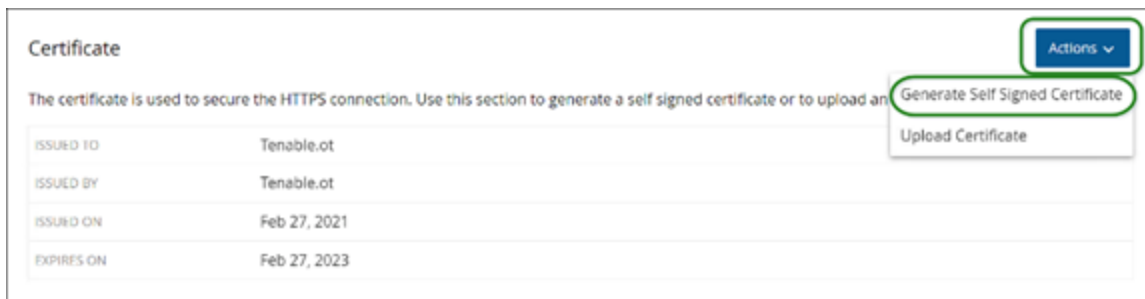 Certificate
Actions
The certificate is used to secure the HTTPS connection. Use this section to generate a self signed certificate or to upload an
Generate Self Signed Certificate
Upload Certificate
ISSUED TO Tenable.ot
ISSUED BY Tenable.ot
ISSUED ON Feb 27, 2021
EXPIRES ON Feb 27, 2023